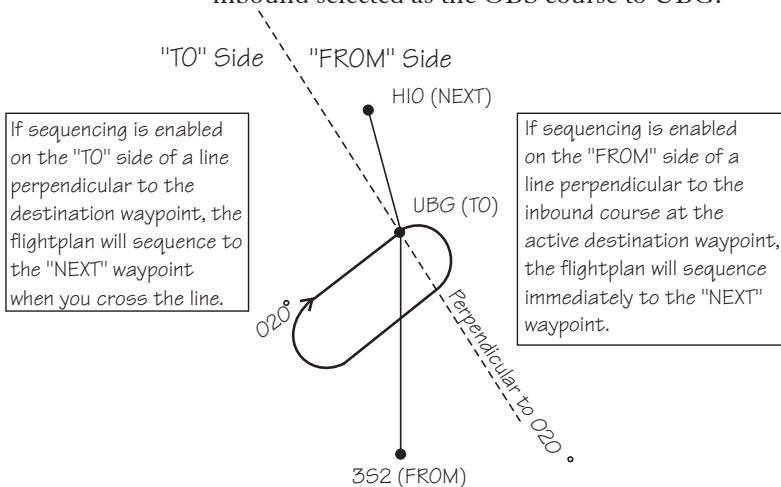 inbound selected as the OBS course to UBG.
"TO" Side
"FROM" Side
HIO (NEXT)
If sequencing is enabled
on the "TO" side of a line
perpendicular to the
destination waypoint, the
flightplan will sequence to
the "NEXT" waypoint
when you cross the line.
If sequencing is enabled
on the "FROM" side of a
line perpendicular to the
inbound course at the
active destination waypoint,
the flightplan will sequence
immediately to the "NEXT"
waypoint.
UBG (TO)
020°
Perpendicular to 020 °
3S2 (FROM)